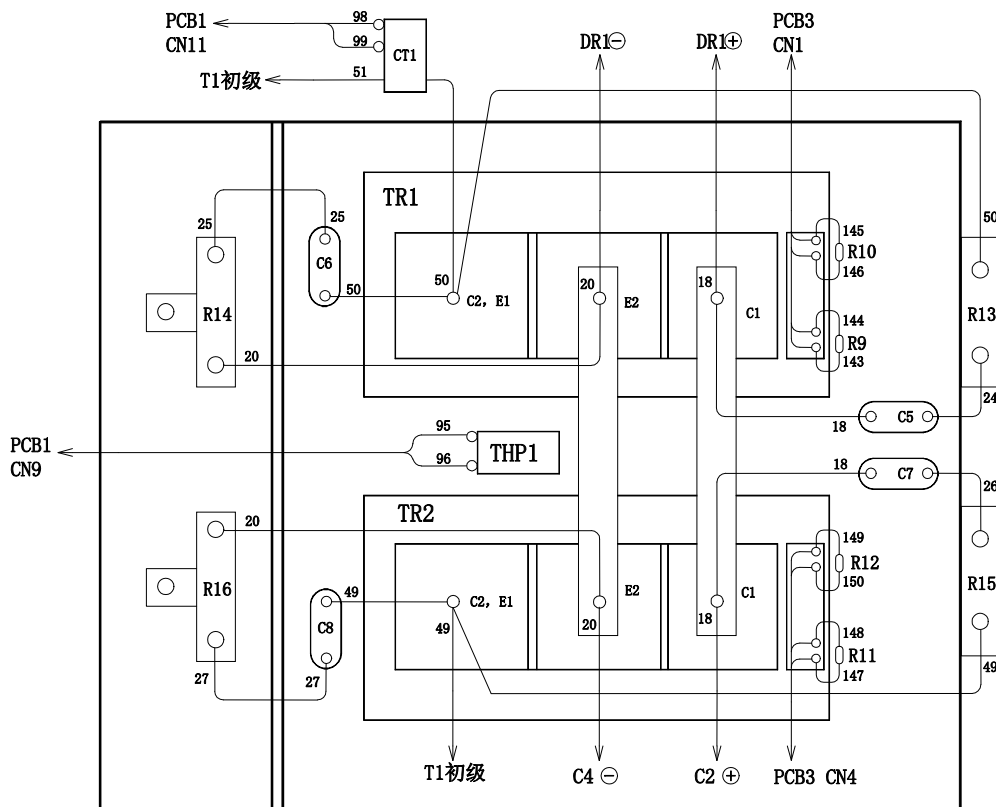 PCB1
CN11
98
99
CT1
T1初级
51
DR1⊖
DR1⊕
PCB3
CN1
TR1
25
25
C6
50
R14
20
50
C2, E1
20
E2
18
C1
145
R10
146
144
R9
143
50
R13
24
18
C5
PCB1
CN9
95
96
THP1
18
C7
26
TR2
20
R16
49
C8
27
27
C2, E1
49
E2
20
C1
18
149
R12
150
148
R11
147
R15
49
T1初级
C4 ⊖
C2 ⊕
PCB3 CN4